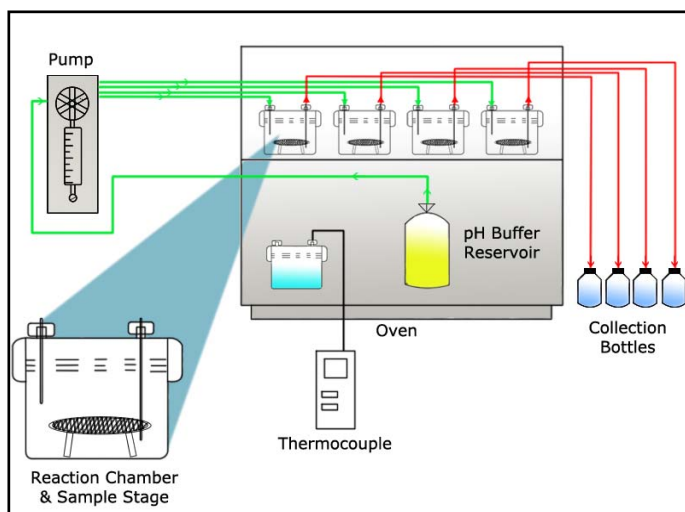 Pump
pH Buffer
Reservoir
Oven
Collection
Bottles
Thermocouple
Reaction Chamber
& Sample Stage